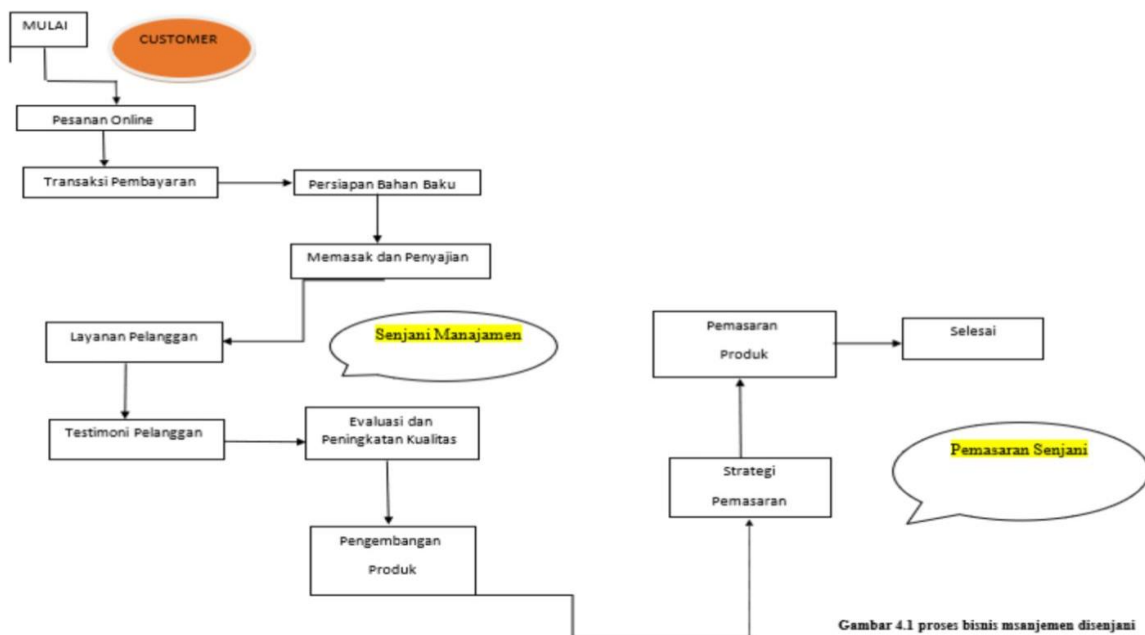 MULAI
CUSTOMER
Pesanan Online
Transaksi Pembayaran
Persiapan Bahan Baku
Memasak dan Penyajian
Layanan Pelanggan
Senjani Manajamen
Testimoni Pelanggan
Evaluasi dan
Peningkatan Kualitas
Pengembangan
Produk
Pemasaran
Produk
Selesai
Strategi
Pemasaran
Pemasaran Senjani
Gambar 4.1 proses bisnis msanjemen disenjani